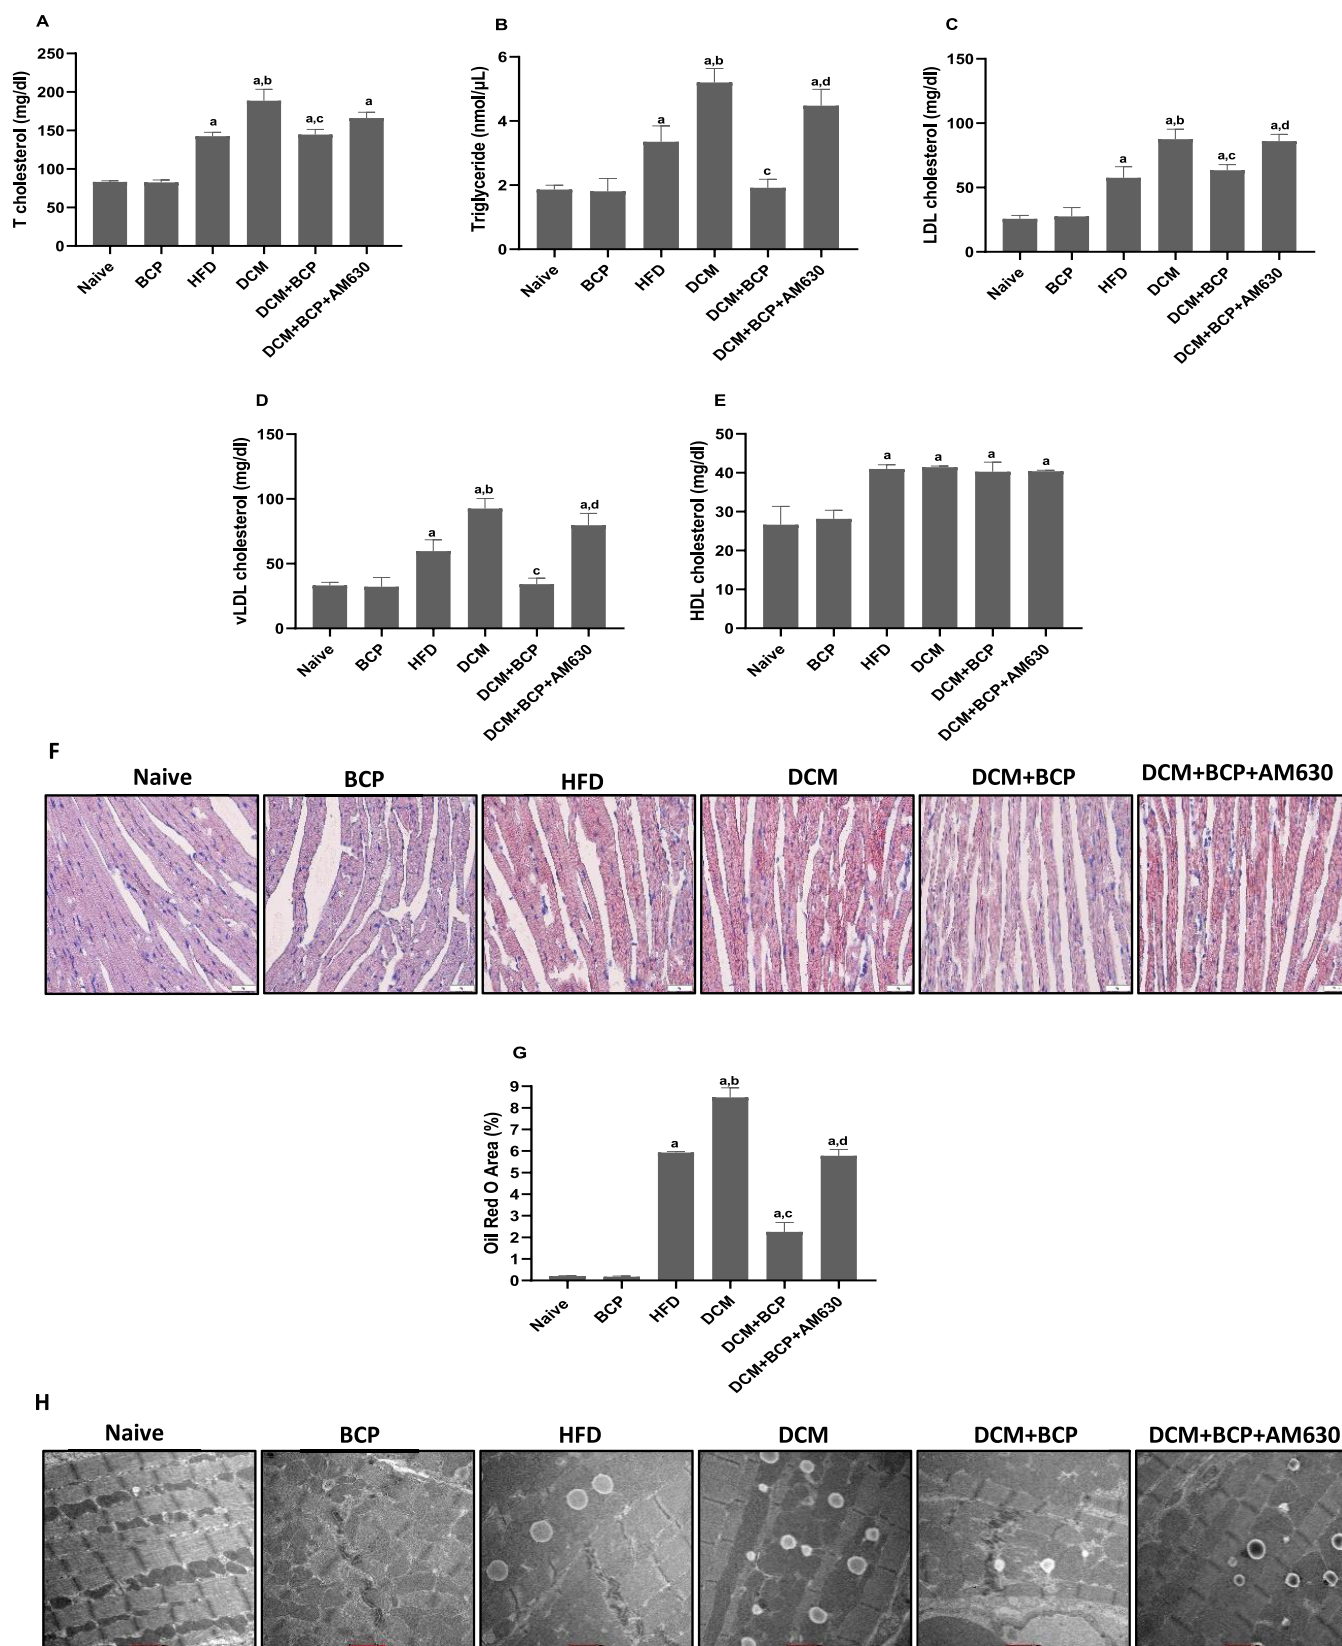 A
T cholesterol (mg/dl)
250
200
150
100
50
0
a
a,b
a,c
a
Naive
BCP
HFD
DCM
DCM+BCP
DCM+BCP+AM630
B
Triglyceride (nmol/µL)
6
4
2
0
a
a,b
c
a,d
Naive
BCP
HFD
DCM
DCM+BCP
DCM+BCP+AM630
C
LDL cholesterol (mg/dl)
150
100
50
0
a
a,b
a,c
a,d
Naive
BCP
HFD
DCM
DCM+BCP
DCM+BCP+AM630
D
vLDL cholesterol (mg/dl)
150
100
50
0
a
a,b
c
a,d
Naive
BCP
HFD
DCM
DCM+BCP
DCM+BCP+AM630
E
HDL cholesterol (mg/dl)
50
40
30
20
10
0
a
a
a
a
Naive
BCP
HFD
DCM
DCM+BCP
DCM+BCP+AM630
F
Naive
BCP
HFD
DCM
DCM+BCP
DCM+BCP+AM630
G
Oil Red O Area (%)
9
8
7
6
5
4
3
2
1
0
a
a,b
a,c
a,d
Naive
BCP
HFD
DCM
DCM+BCP
DCM+BCP+AM630
H
Naive
BCP
HFD
DCM
DCM+BCP
DCM+BCP+AM630